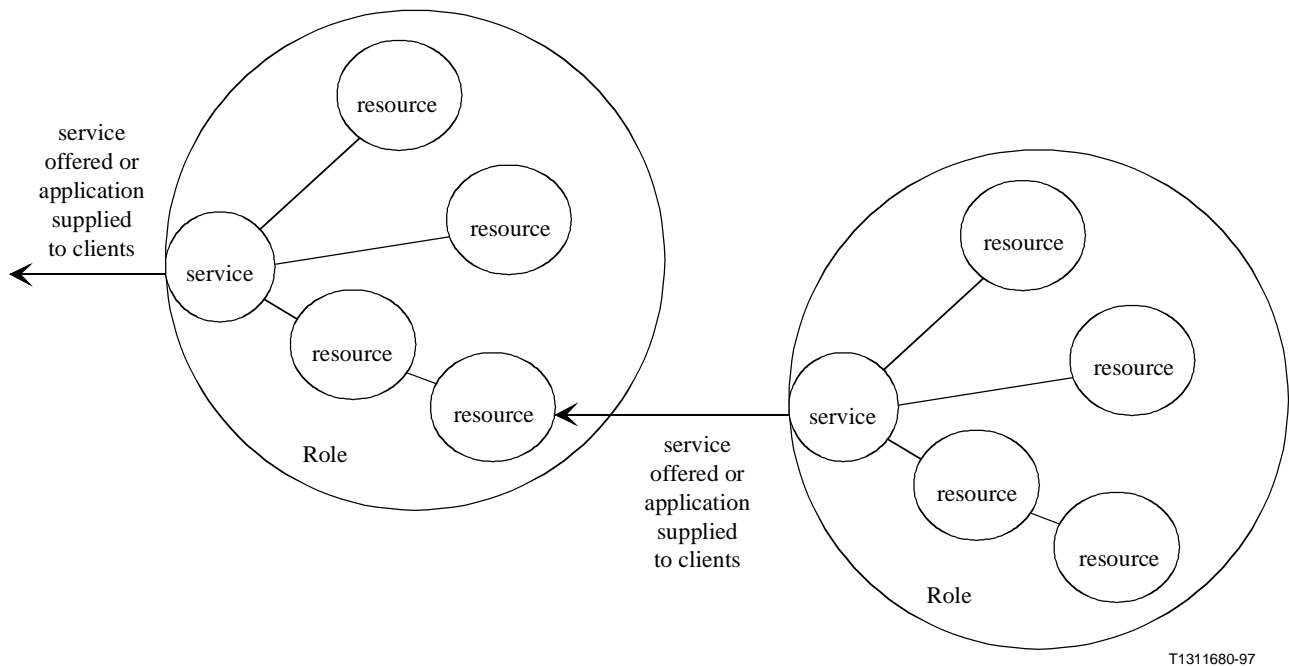 resource
service
offered or
application
supplied
to clients
resource
service
resource
resource
Role
resource
resource
service
service
offered or
application
supplied
to clients
resource
resource
Role
T1311680-97